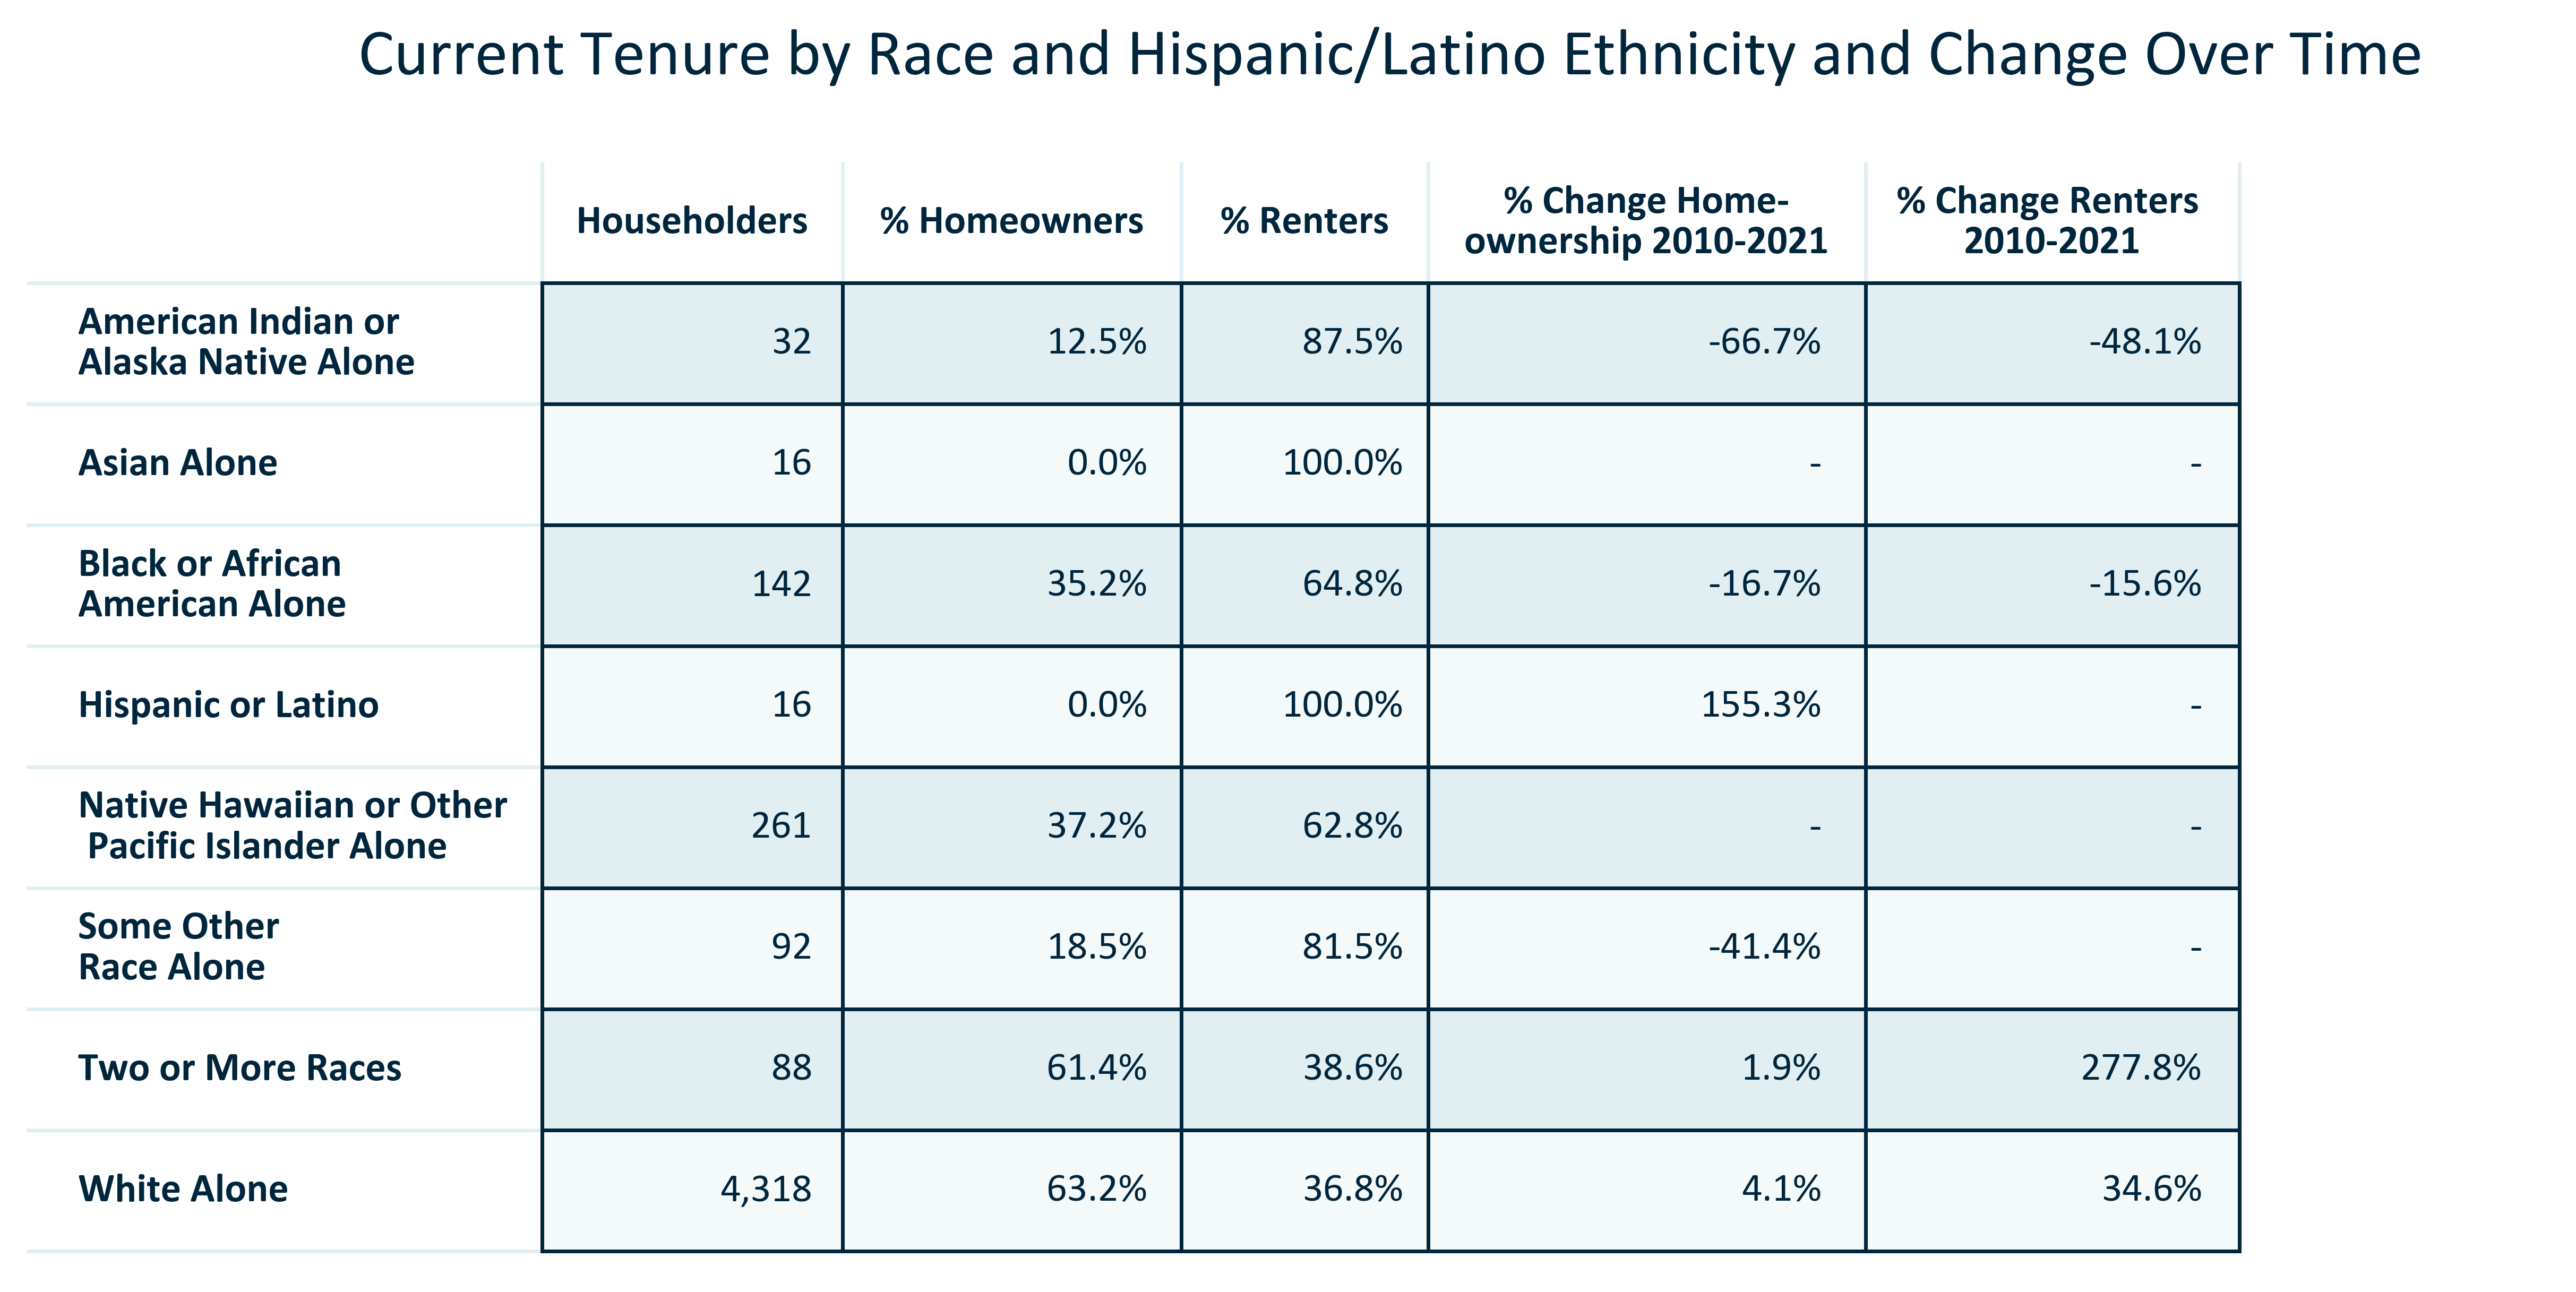 Current Tenure by Race and Hispanic/Latino Ethnicity and Change Over Time
Householders % Homeowners % Renters % Change Home-
ownership 2010-2021 % Change Renters
2010-2021
American Indian or
Alaska Native Alone 32 12.5% 87.5% -66.7% -48.1%
Asian Alone 16 0.0% 100.0% - -
Black or African
American Alone 142 35.2% 64.8% -16.7% -15.6%
Hispanic or Latino 16 0.0% 100.0% 155.3% -
Native Hawaiian or Other
Pacific Islander Alone 261 37.2% 62.8% - -
Some Other
Race Alone 92 18.5% 81.5% -41.4% -
Two or More Races 88 61.4% 38.6% 1.9% 277.8%
White Alone 4,318 63.2% 36.8% 4.1% 34.6%